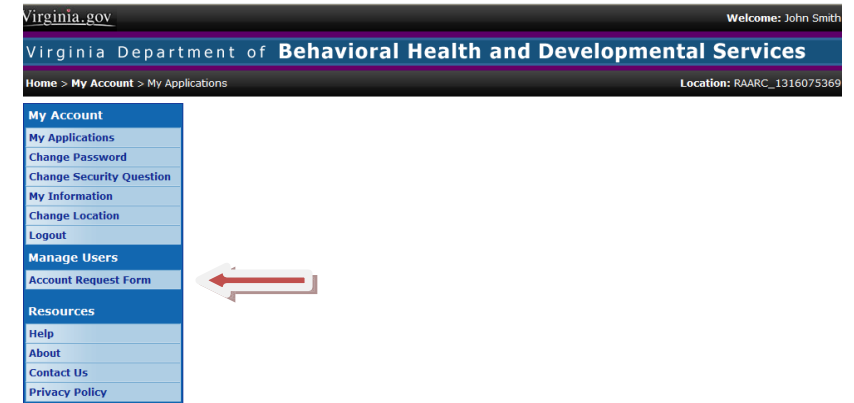 Virginia.gov
Welcome: John Smith
Virginia Department of Behavioral Health and Developmental Services
Home > My Account > My Applications
Location: RAARC_1316075369
My Account
My Applications
Change Password
Change Security Question
My Information
Change Location
Logout
Manage Users
Account Request Form
Resources
Help
About
Contact Us
Privacy Policy